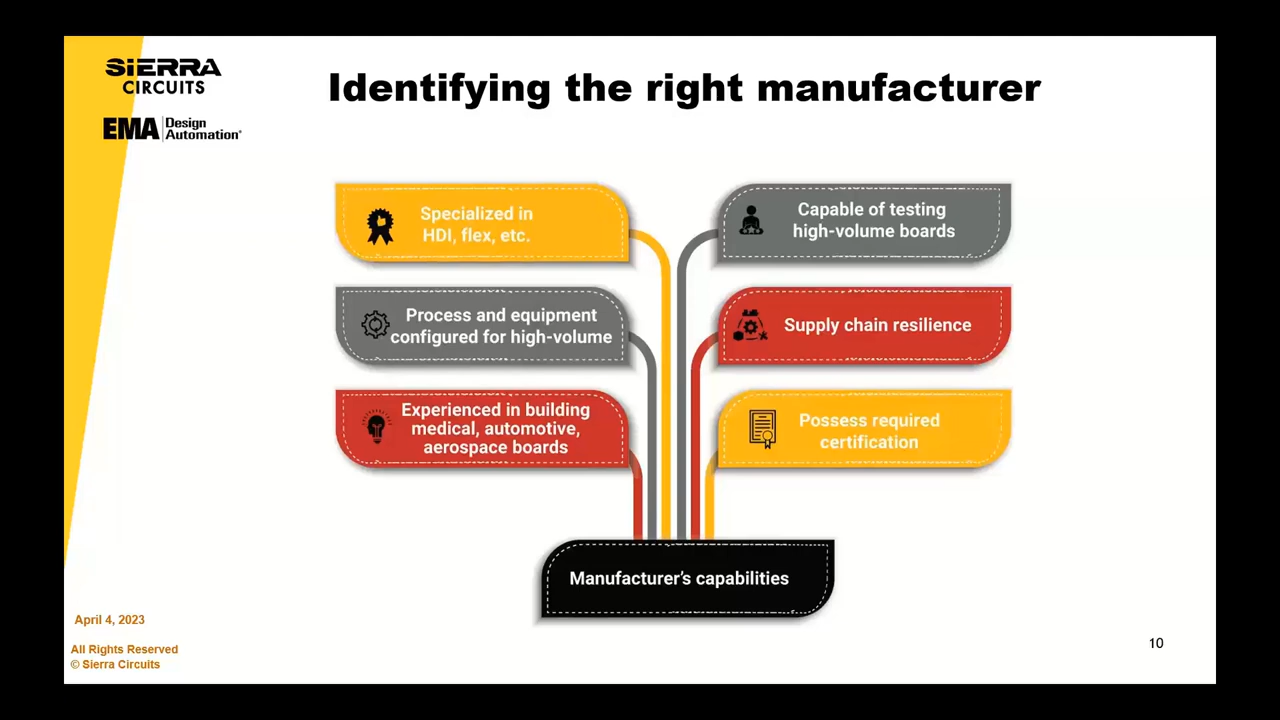 SIERRA
CIRCUITS
EMA Design
Automation®
Identifying the right manufacturer
Specialized in
HDI, flex, etc.
Process and equipment
configured for high-volume
Experienced in building
medical, automotive,
aerospace boards
Capable of testing
high-volume boards
Supply chain resilience
Possess required
certification
Manufacturer's capabilities
April 4, 2023
All Rights Reserved
© Sierra Circuits
10